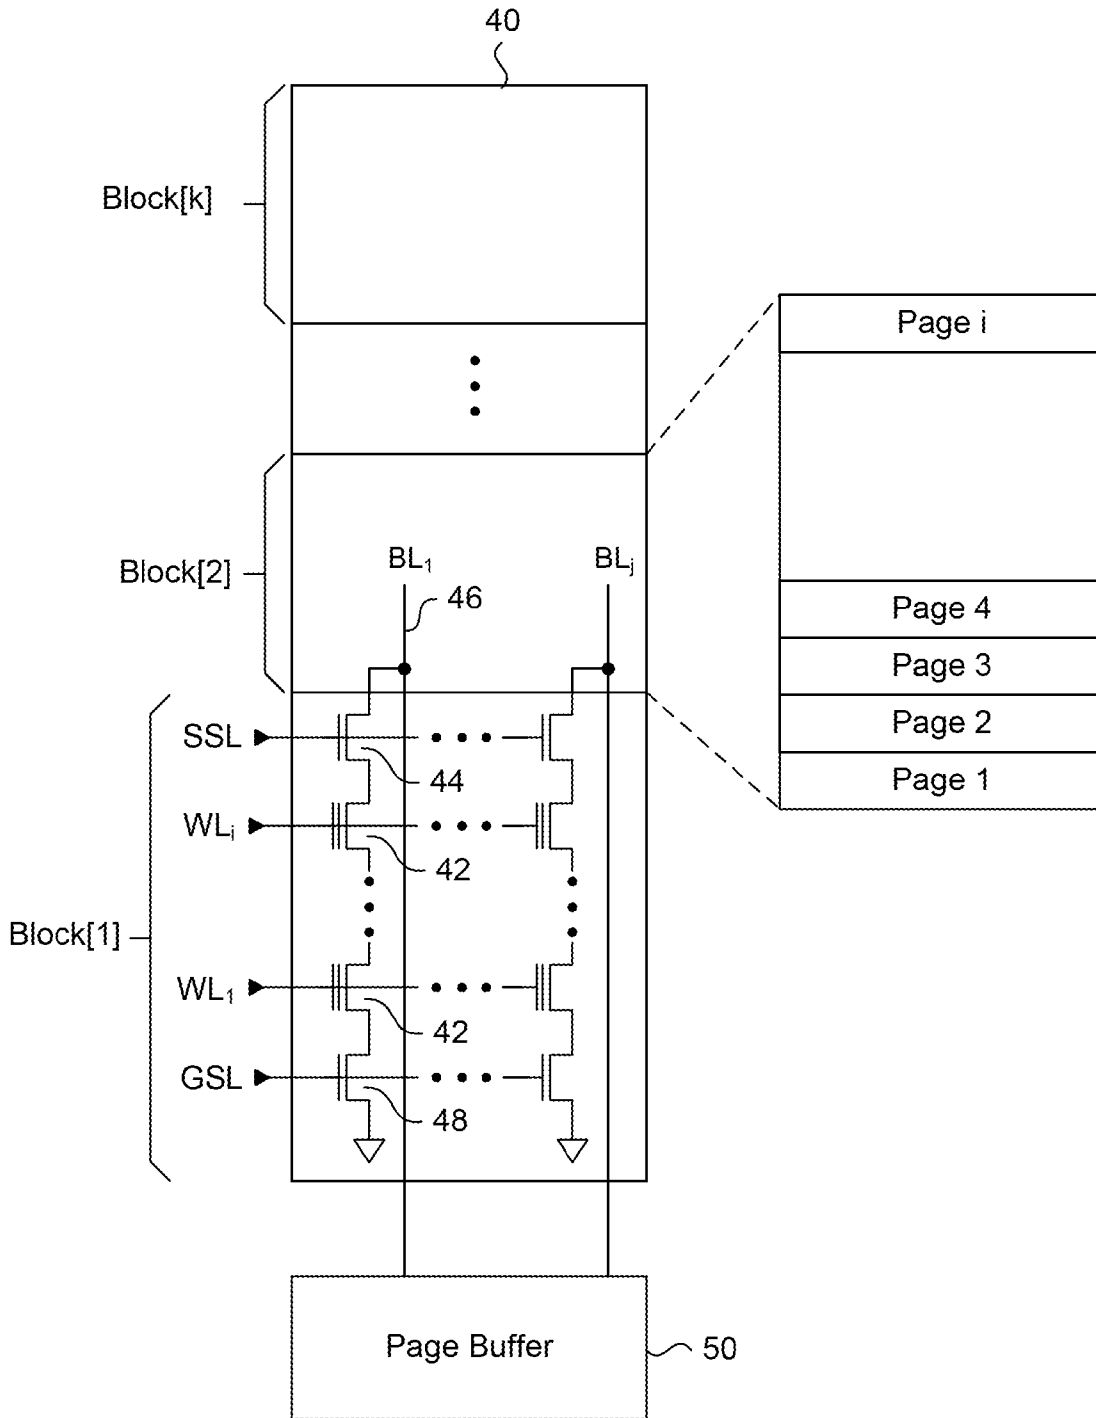 40
Block[k]
Page i
BL₁
BLⱼ
Block[2]
46
Page 4
Page 3
Page 2
Page 1
SSL
44
WLᵢ
42
Block[1]
WL₁
42
GSL
48
Page Buffer
50